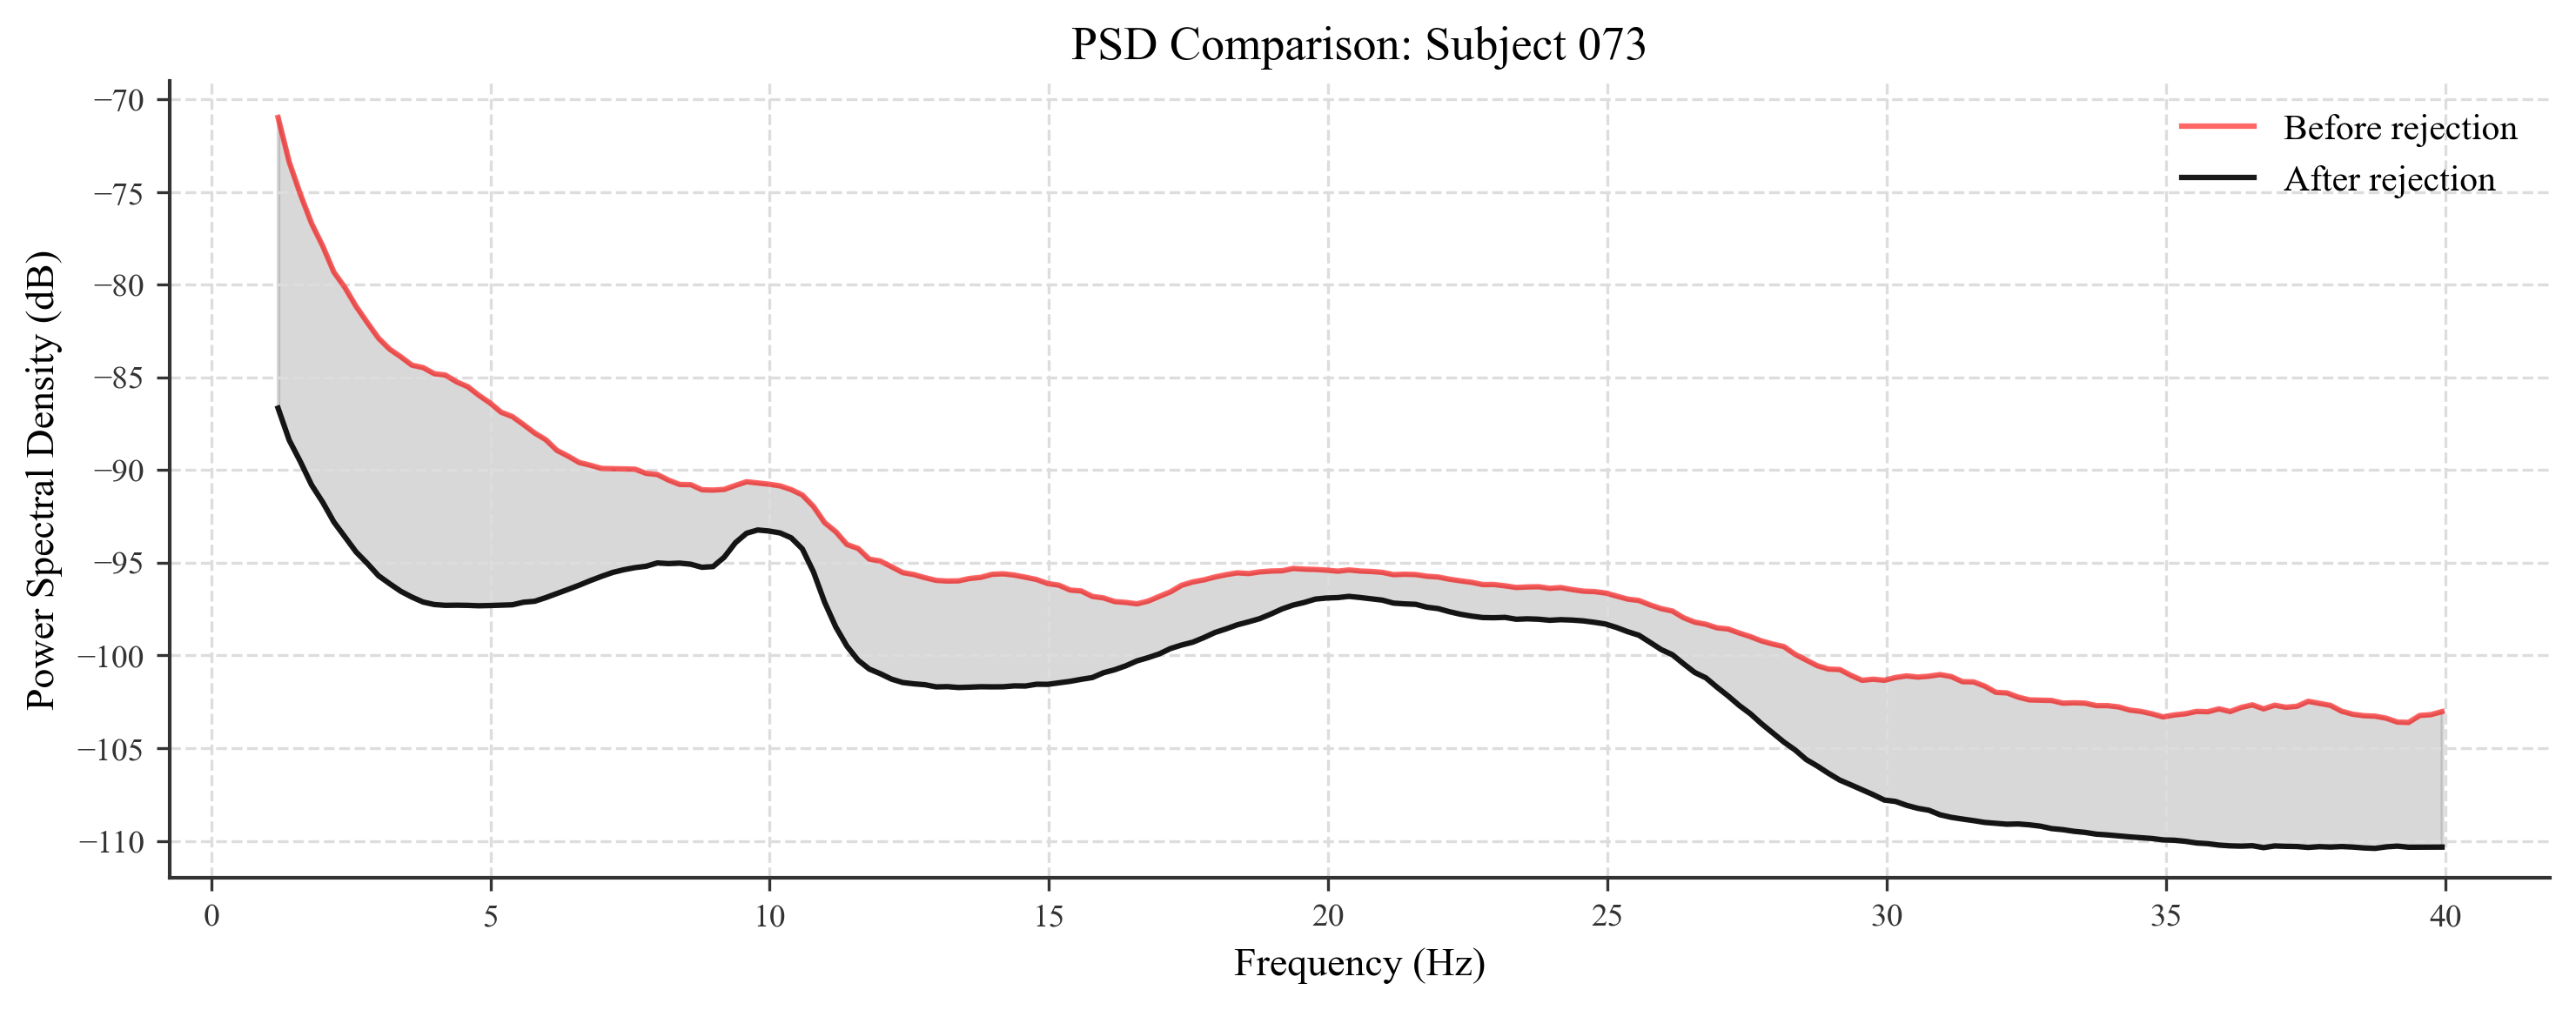 PSD Comparison: Subject 073
Power Spectral Density (dB)
−70
−75
−80
−85
−90
−95
−100
−105
−110
Before rejection
After rejection
0 5 10 15 20 25 30 35 40
Frequency (Hz)